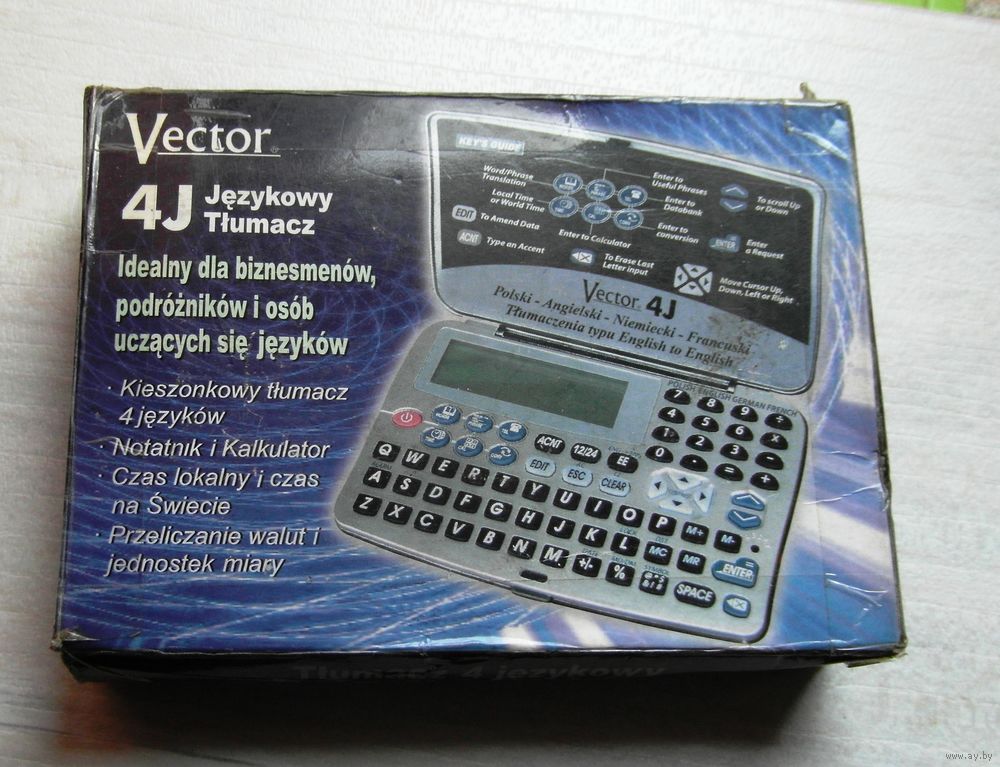 Vector
4J Językowy
Tłumacz
Idealny dla biznesmenów,
podróżników i osób
uczących się języków
· Kieszonkowy tłumacz
4 języków
· Notatnik i Kalkulator
· Czas lokalny i czas
na Świecie
· Przeliczanie walut i
jednostek miary
KEY'S GUIDE
Word/Phrase
Translation
Local Time
or World Time
EDIT To Amend Data
ACNT Type an Accent
Enter to
Useful Phrases
Enter to
Databank
Enter to
conversion
Enter to Calculator
To Erase Last
Letter input
To scroll Up
or Down
ENTER Enter
a Request
Move Cursor Up,
Down, Left or Right
Vector 4J
Polski - Angielski - Niemiecki - Francuski
Tłumaczenia typu English to English
POLISH ENGLISH GERMAN FRENCH
7 8 9 ÷
4 5 6 x
1 2 3 -
0 . = +
ACNT 12/24 EE
EDIT ESC CLEAR
Q W E R T Y U I O P M+ M-
A S D F G H J K L MC MR ENTER
Z X C V B N M +/- % SPACE
Tłumacz 4 językowy
www.ay.by